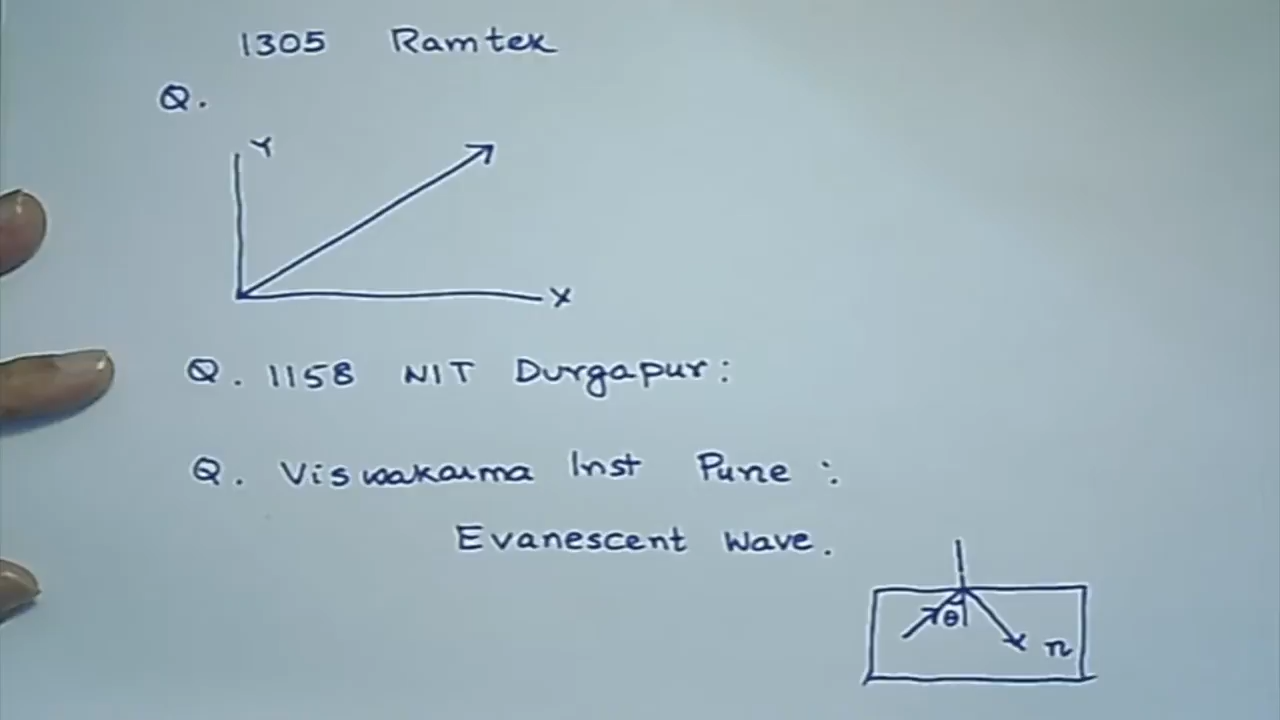 1305 Ramtek
Q.
Y
X
Q. 1158 NIT Durgapur:
Q. Viswakarma Inst Pune :
Evanescent wave.
θ
n